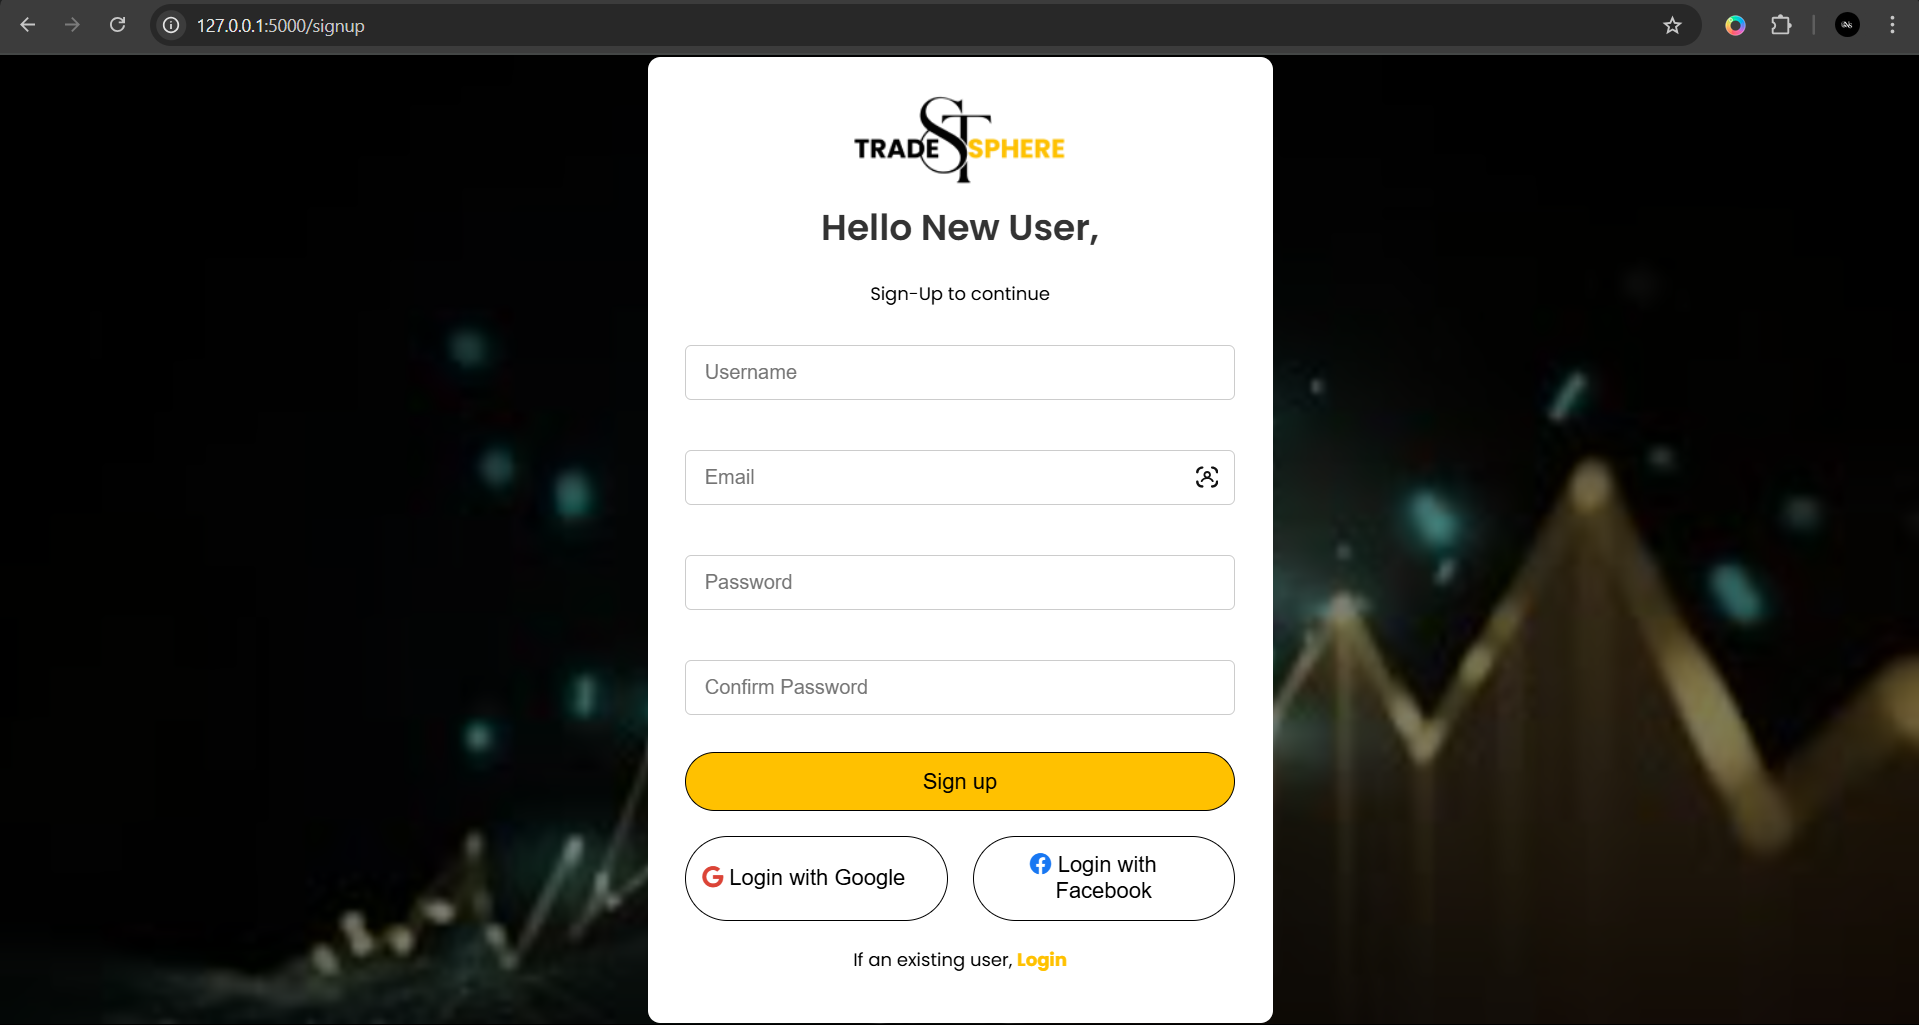 127.0.0.1:5000/signup
TRADE ST SPHERE
Hello New User,
Sign-Up to continue
Username
Email
Password
Confirm Password
Sign up
Login with Google
Login with
Facebook
If an existing user, Login